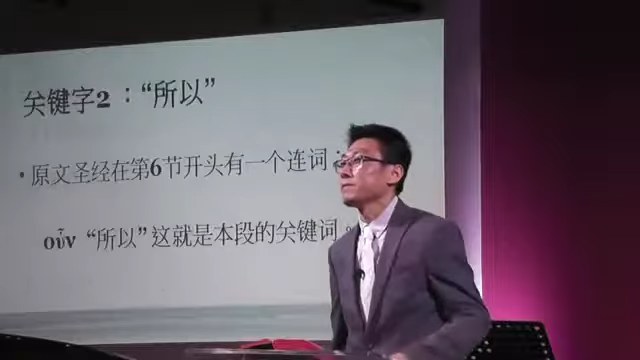 关键字2：“所以”
•原文圣经在第6节开头有一个连词：
οὖν “所以”这就是本段的关键词。